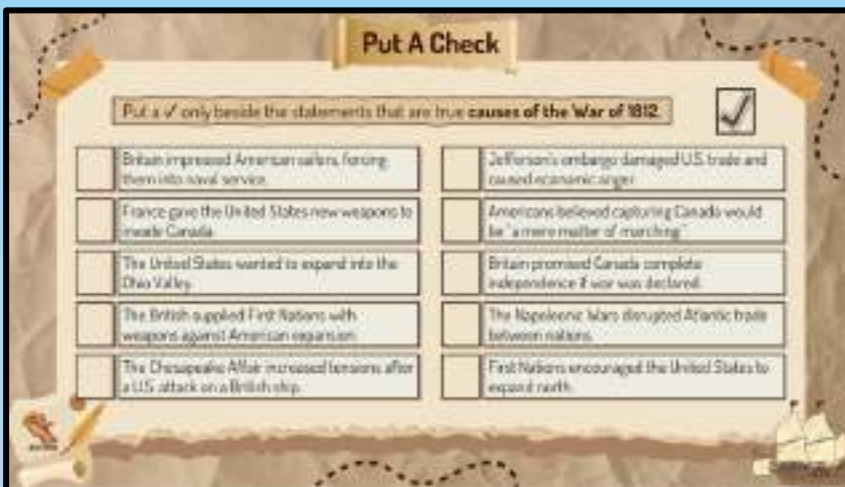 Put A Check
Put a ✓ only beside the statements that are true causes of the War of 1812.
Britain impressed American sailors, forcing
them into naval service.
France gave the United States new weapons to
invade Canada.
The United States wanted to expand into the
Ohio Valley.
The British supplied First Nations with
weapons against American expansion.
The Chesapeake Affair increased tensions after
a U.S. attack on a British ship.
Jefferson's embargo damaged U.S. trade and
caused economic anger.
Americans believed capturing Canada would
be "a mere matter of marching".
Britain promised Canada complete
independence if war was declared.
The Napoleonic Wars disrupted Atlantic trade
between nations.
First Nations encouraged the United States to
expand north.